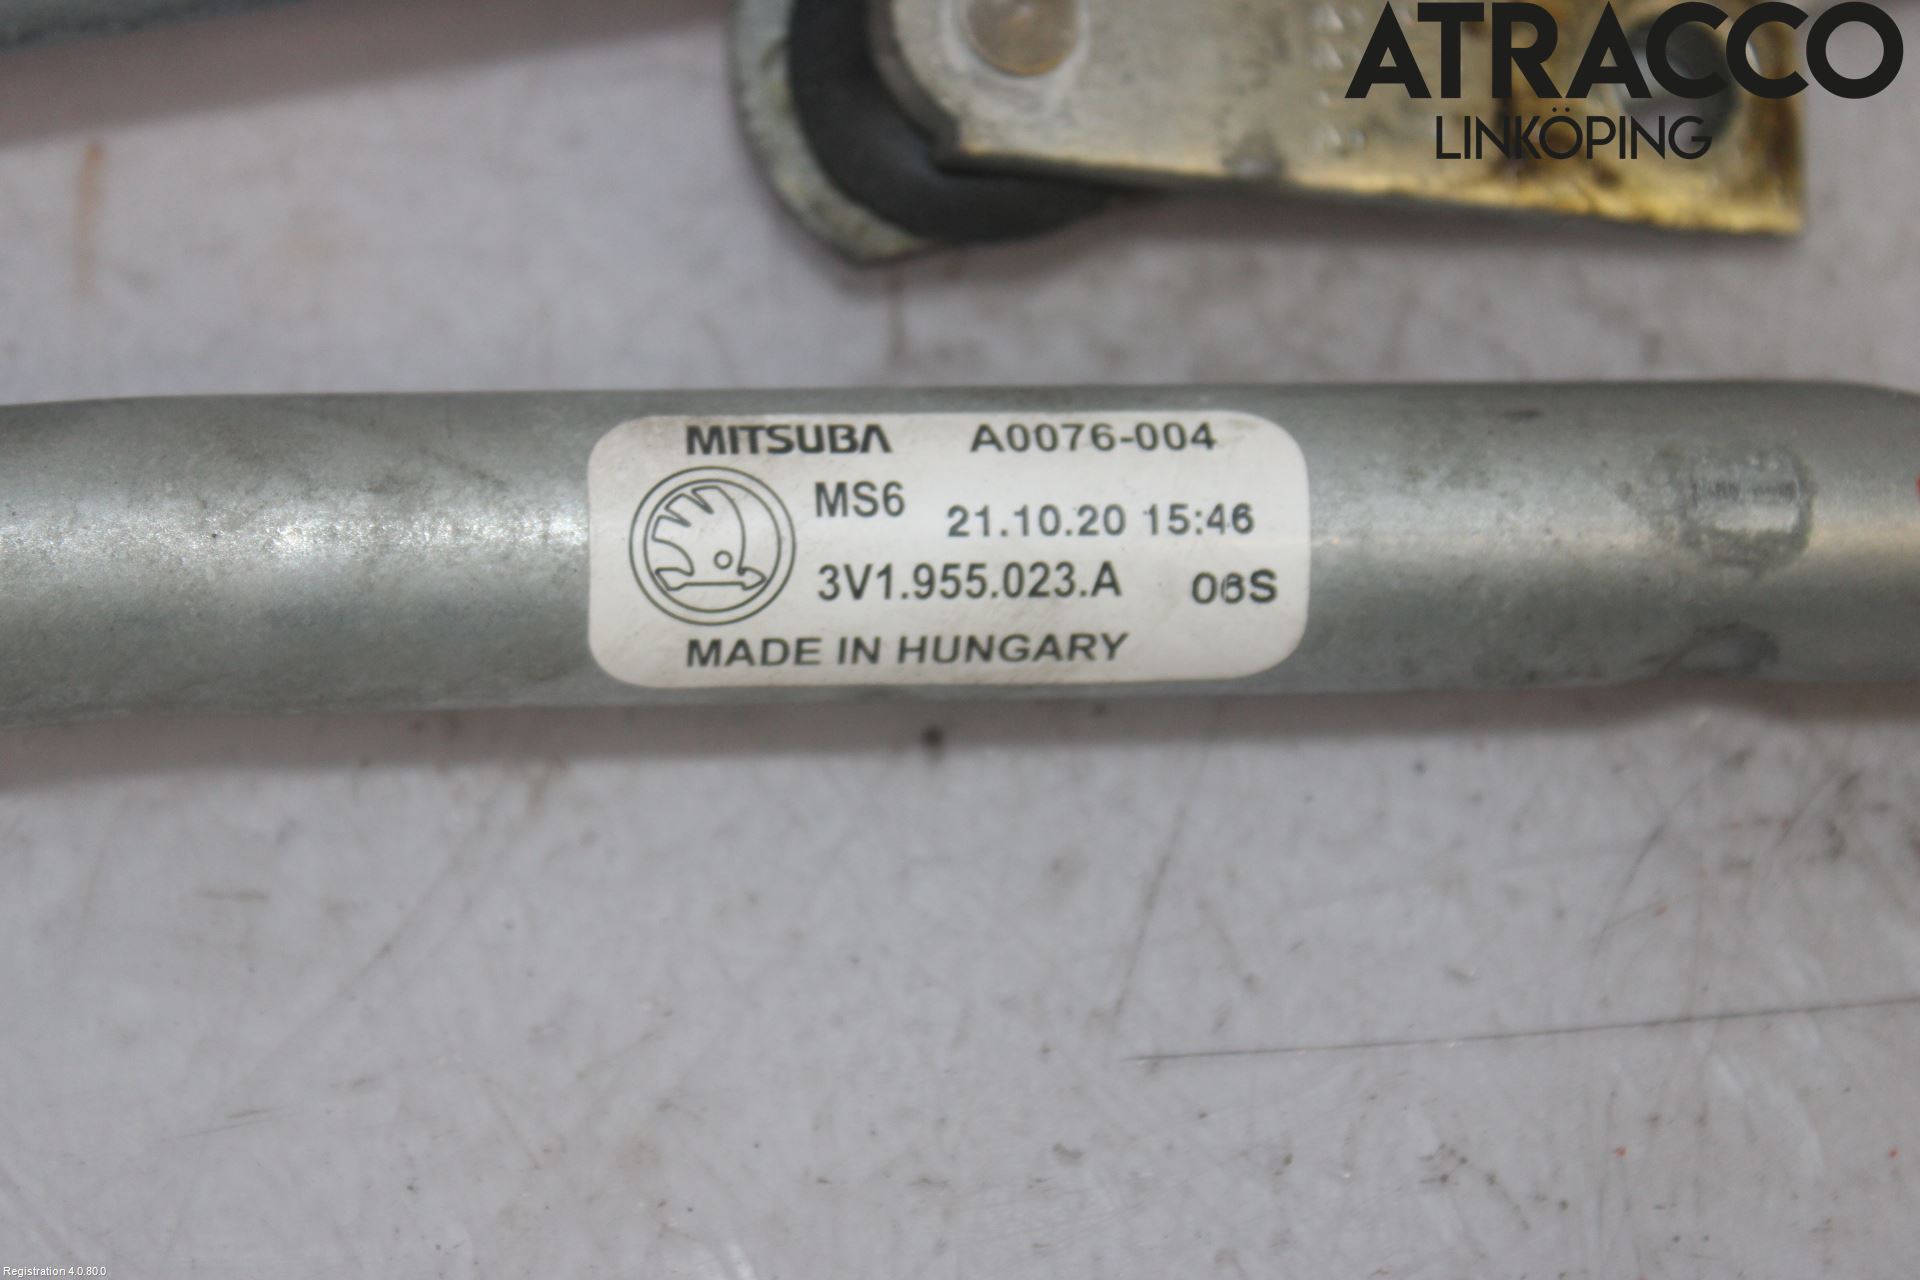 ATRACCO
LINKÖPING
MITSUBA A0076-004
MS6 21.10.20 15:46
3V1.955.023.A 06S
MADE IN HUNGARY
Registration 4.0.80.0